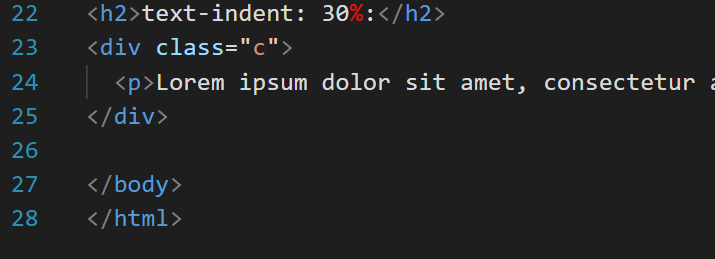 22 <h2>text-indent: 30%:</h2>
23 <div class="c">
24 <p>Lorem ipsum dolor sit amet, consectetur
25 </div>
26
27 </body>
28 </html>